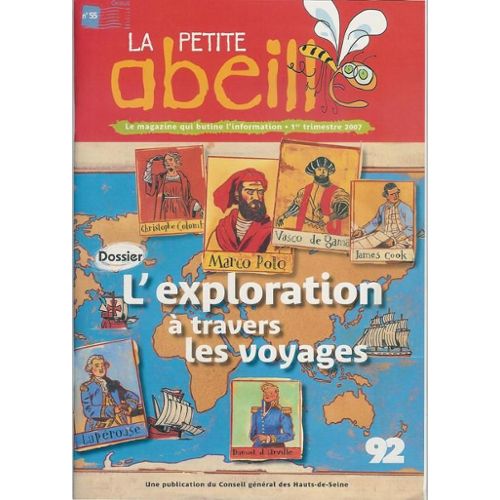 n° 55
LA PETITE
abeille
Le magazine qui butine l'information • 1er trimestre 2007
Christophe Colomb
Marco Polo
Vasco de gama
James Cook
Dossier
L'exploration
à travers
les voyages
Laperouse
Dumont d'Urville
92
Une publication du Conseil général des Hauts-de-Seine